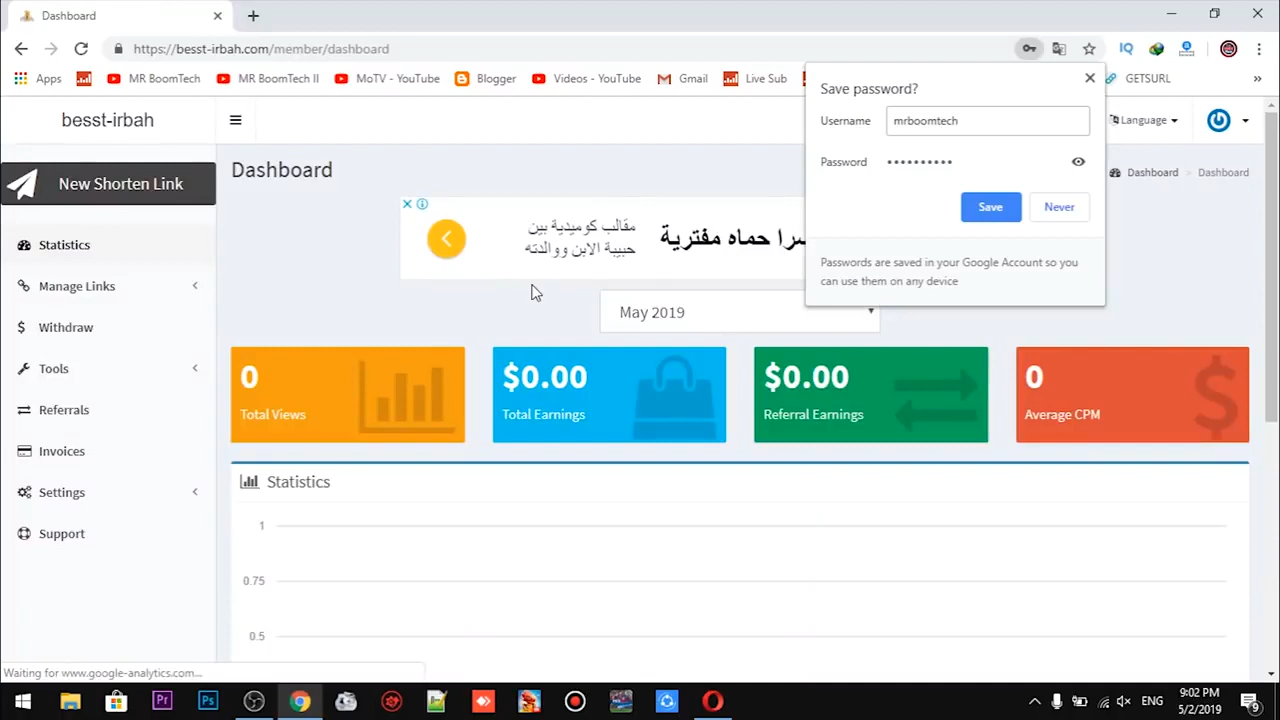 Dashboard
https://besst-irbah.com/member/dashboard
IQ
Apps
MR BoomTech
MR BoomTech II
MoTV - YouTube
Blogger
Videos - YouTube
Gmail
Live Sub
GETSURL
»
Save password?
Username
mrboomtech
Password
Save
Never
Passwords are saved in your Google Account so you
can use them on any device
besst-irbah
Language
New Shorten Link
Statistics
Manage Links
Withdraw
Tools
Referrals
Invoices
Settings
Support
Dashboard
Dashboard > Dashboard
مقالب كوميدية بين
حبيبة الابن ووالدته
سرا حماه مفترية
May 2019
0
Total Views
$0.00
Total Earnings
$0.00
Referral Earnings
0
Average CPM
Statistics
1
0.75
0.5
Waiting for www.google-analytics.com...
Pr
Ps
ENG
9:02 PM
5/2/2019
9